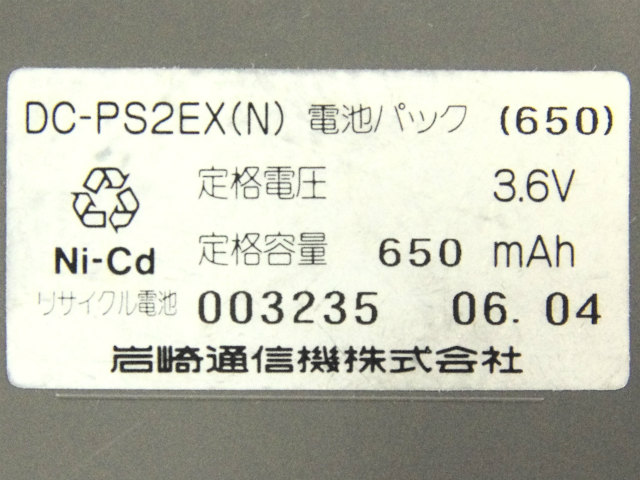 DC-PS2EX(N) 電池パック (650)
定格電圧 3.6V
Ni-Cd 定格容量 650 mAh
リサイクル電池 003235 06. 04
岩崎通信機株式会社